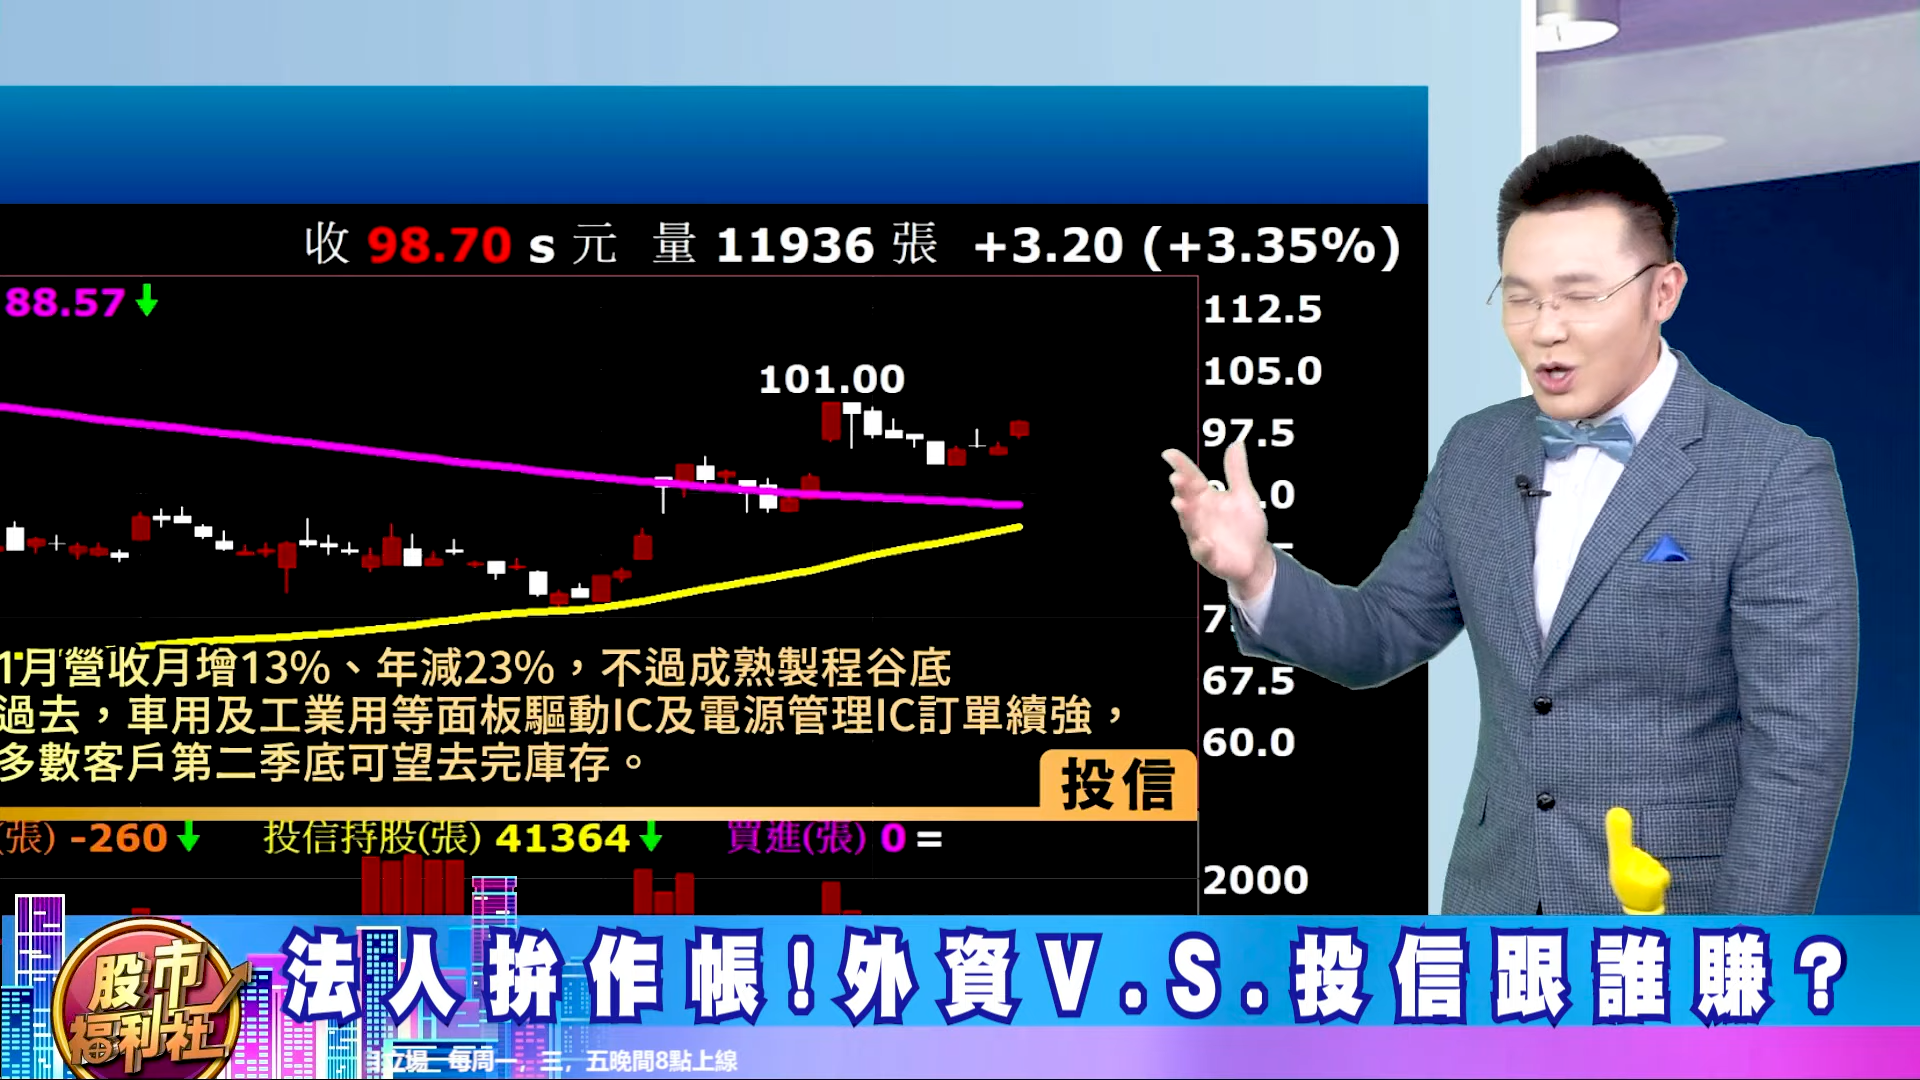 收 98.70 s 元 量 11936 張 +3.20 (+3.35%)
88.57
112.5
101.00
105.0
97.5
67.5
60.0
1月營收月增13%、年減23%，不過成熟製程谷底
過去，車用及工業用等面板驅動IC及電源管理IC訂單續強，
多數客戶第二季底可望去完庫存。
投信
(張) -260 投信持股(張) 41364 買進(張) 0 =
2000
法人拚作帳!外資V.S.投信跟誰賺?
股市
福利社
立場 每周一，三，五晚間8點上線